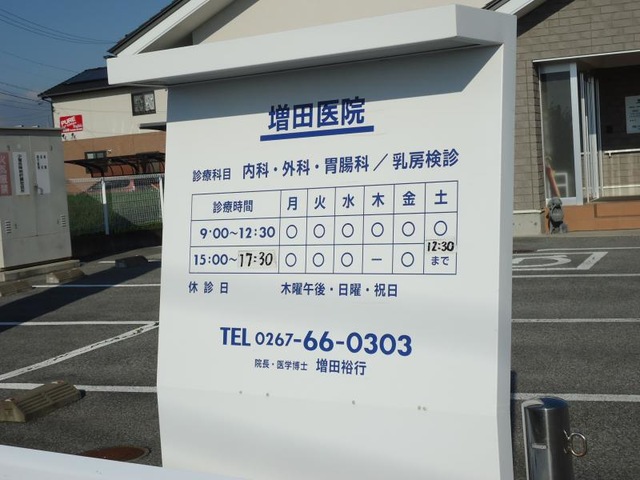 増田医院
診療科目 内科・外科・胃腸科／乳房検診
診療時間 月 火 水 木 金 土
9:00～12:30 ○ ○ ○ ○ ○ ○
15:00～17:30 ○ ○ ○ － ○ 12:30まで
休診日 木曜午後・日曜・祝日
TEL 0267-66-0303
院長・医学博士 増田裕行